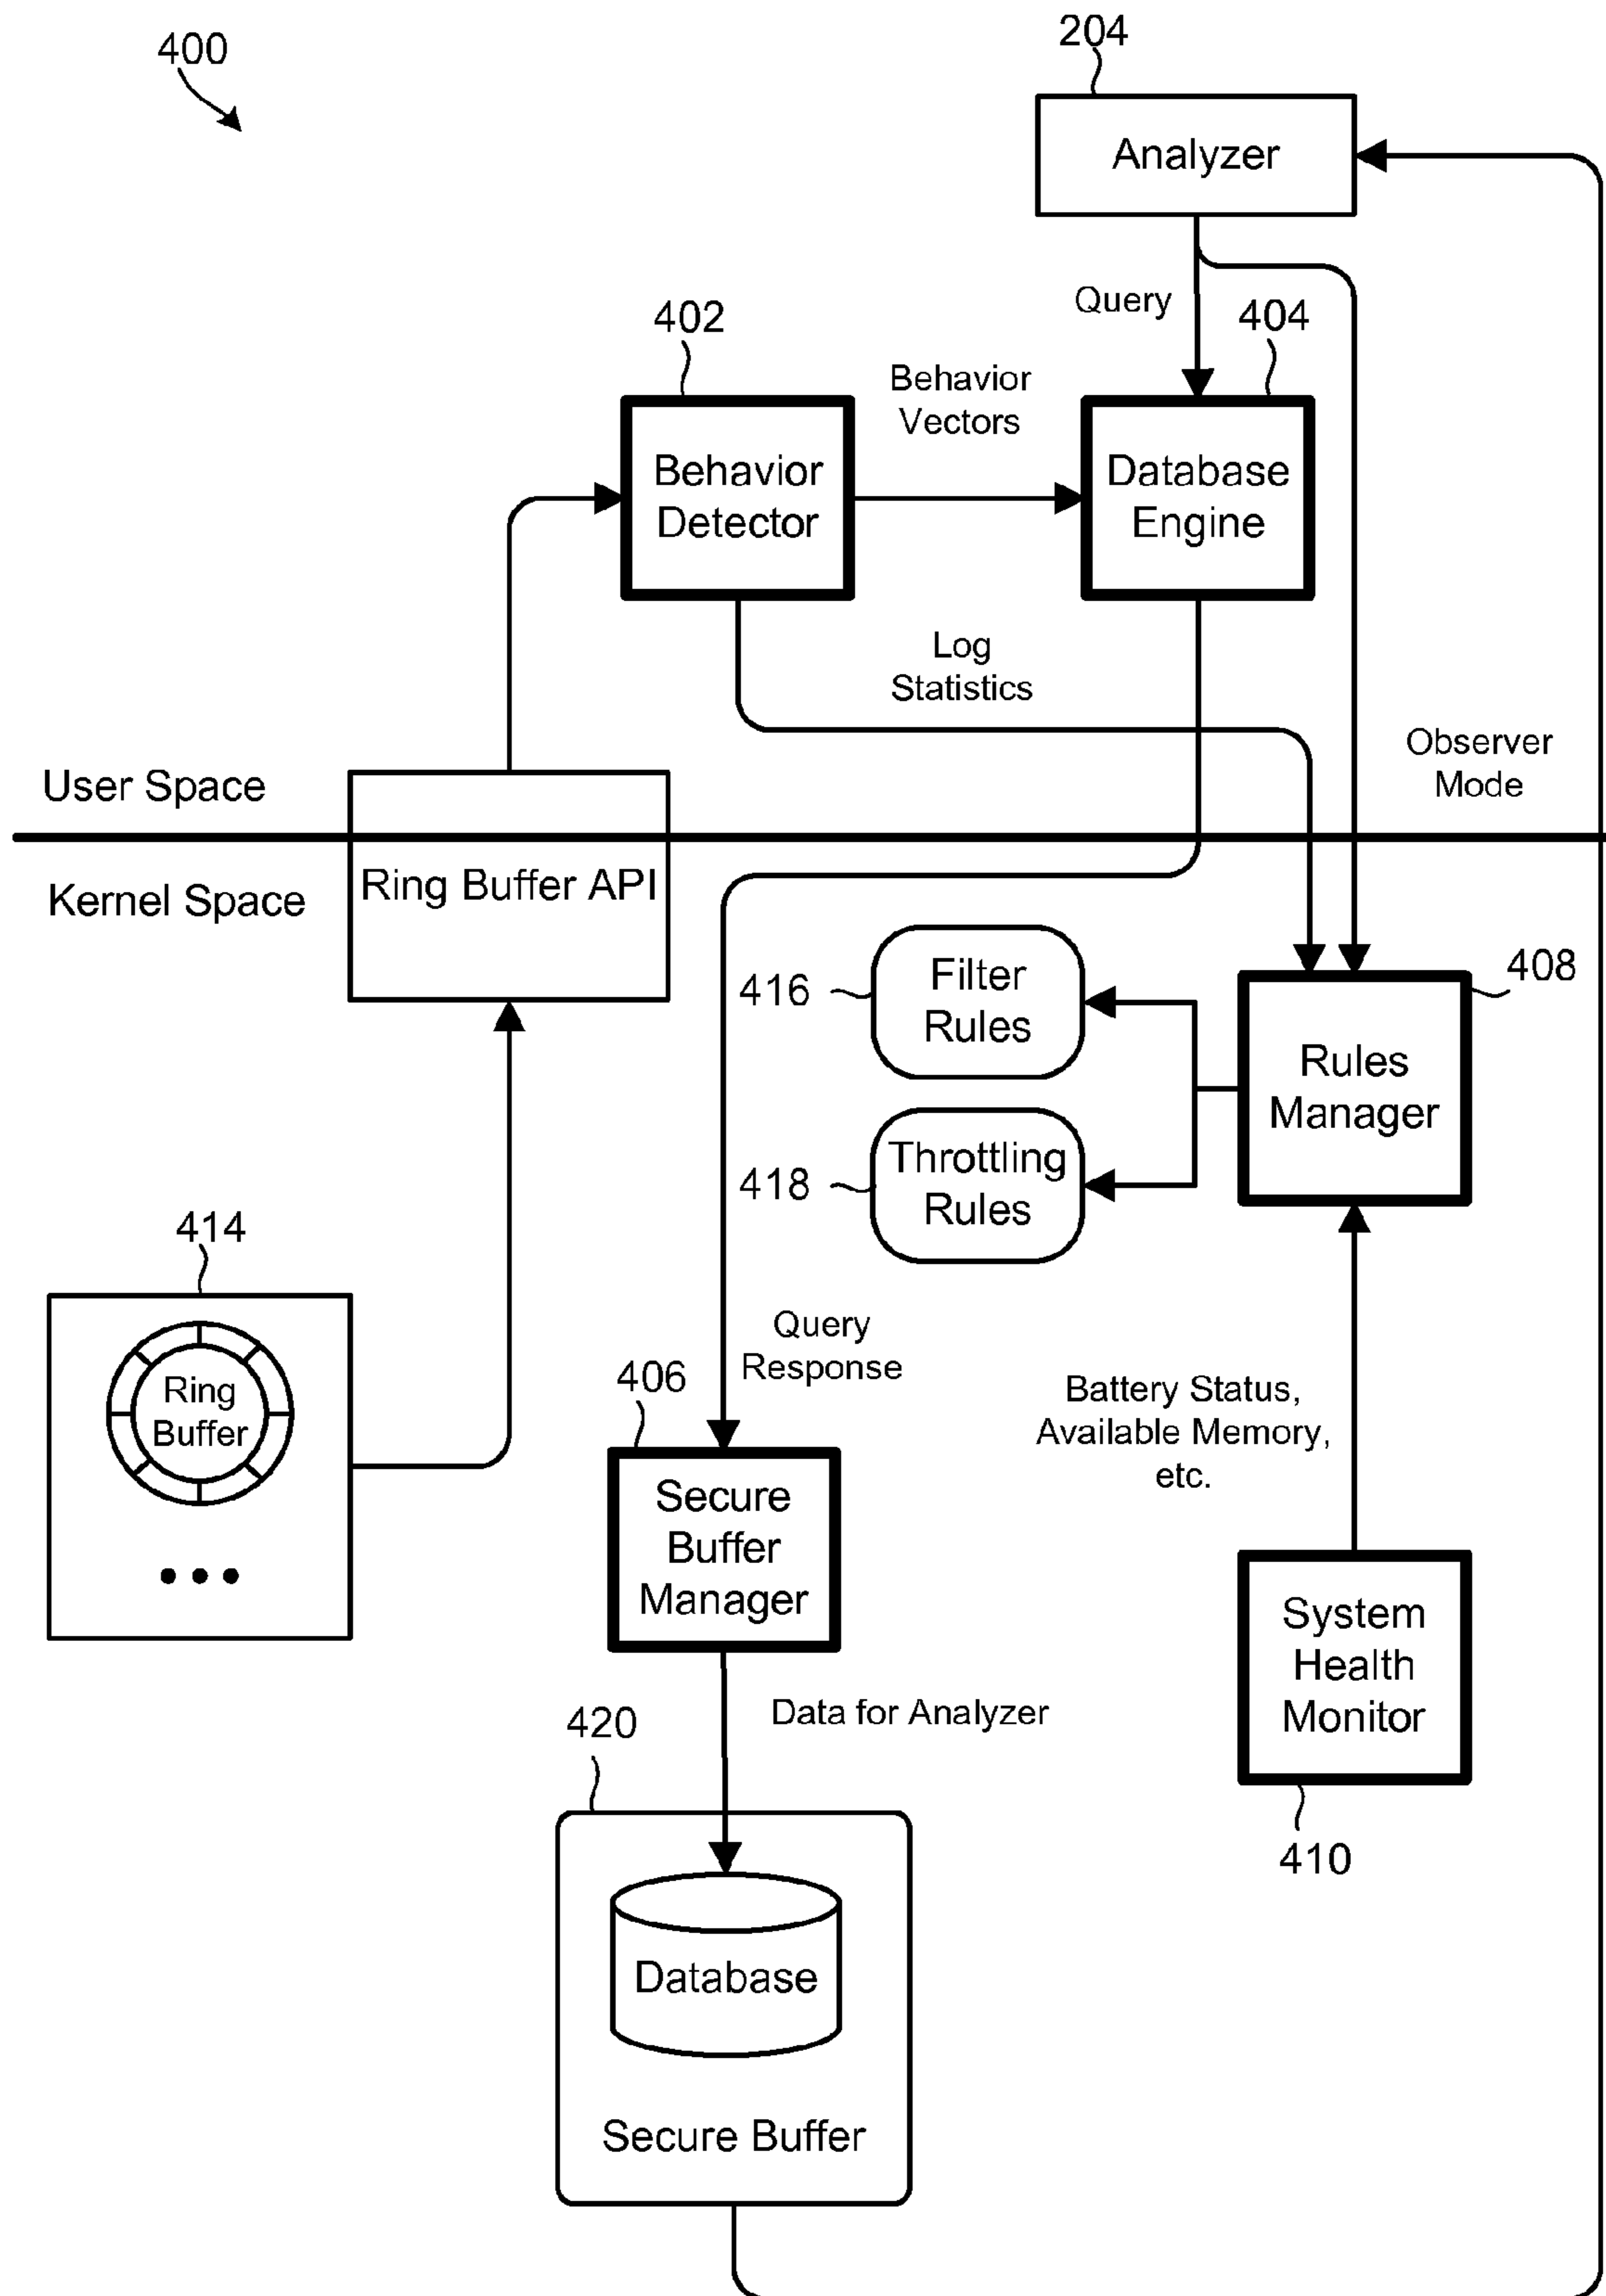 400
204
Analyzer
Query
402
404
Behavior
Vectors
Behavior
Detector
Database
Engine
Log
Statistics
Observer
Mode
User Space
Kernel Space
Ring Buffer API
416
Filter
Rules
408
Rules
Manager
418
Throttling
Rules
414
Ring
Buffer
Query
Response
406
Battery Status,
Available Memory,
etc.
Secure
Buffer
Manager
System
Health
Monitor
Data for Analyzer
420
410
Database
Secure Buffer